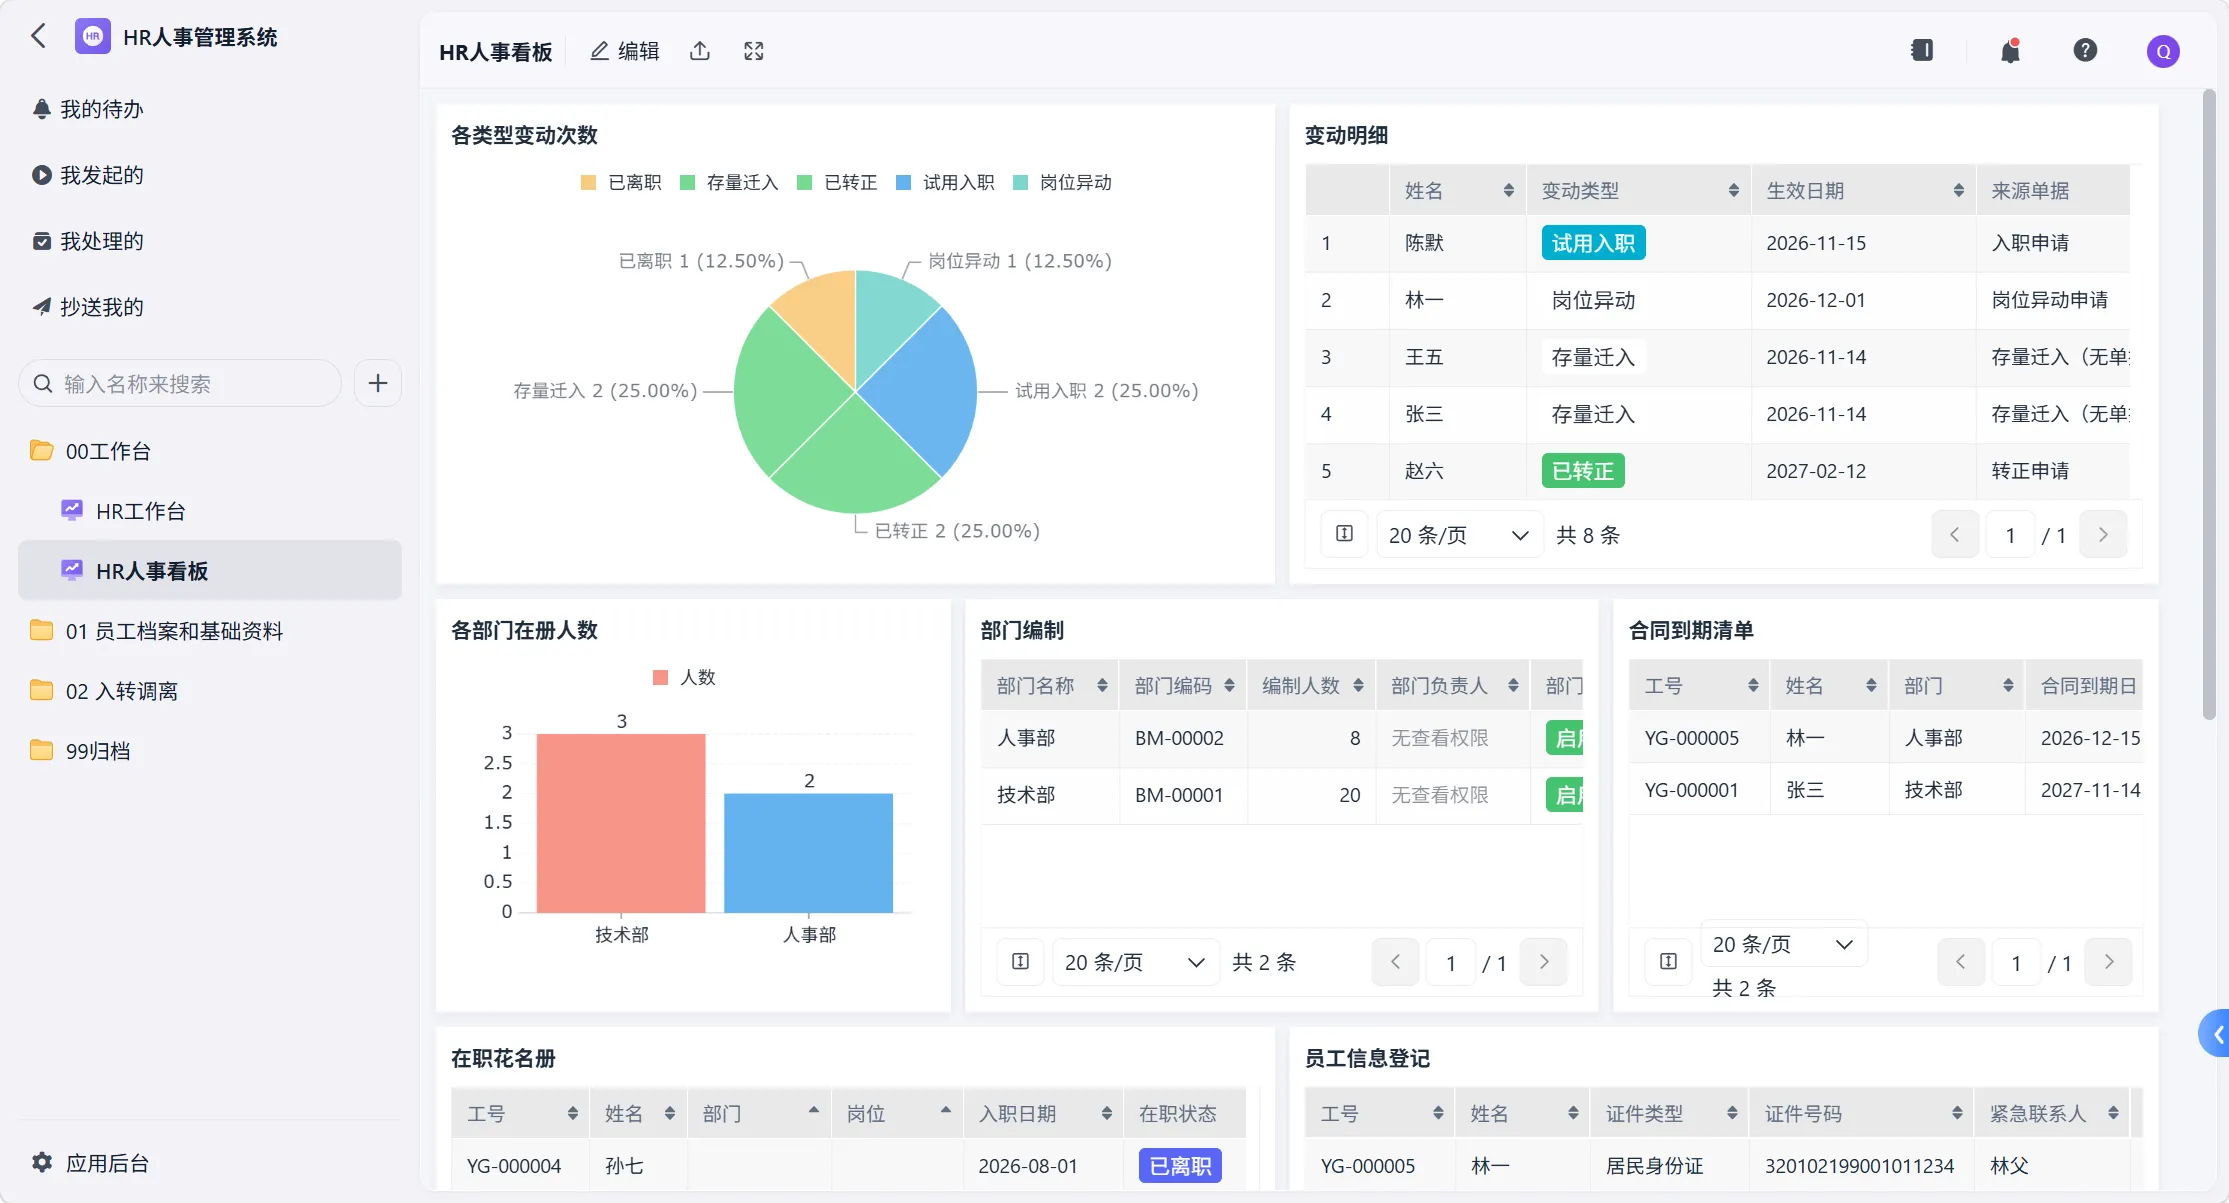 HR人事管理系统
我的待办
我发起的
我处理的
抄送我的
输入名称来搜索
00工作台
HR工作台
HR人事看板
01 员工档案和基础资料
02 入转调离
99归档
应用后台
HR人事看板 编辑
Q
各类型变动次数
已离职 存量迁入 已转正 试用入职 岗位异动
已离职 1 (12.50%)
岗位异动 1 (12.50%)
存量迁入 2 (25.00%)
试用入职 2 (25.00%)
已转正 2 (25.00%)
变动明细
姓名 变动类型 生效日期 来源单据
1 陈默 试用入职 2026-11-15 入职申请
2 林一 岗位异动 2026-12-01 岗位异动申请
3 王五 存量迁入 2026-11-14 存量迁入（无单
4 张三 存量迁入 2026-11-14 存量迁入（无单
5 赵六 已转正 2027-02-12 转正申请
20 条/页 共 8 条 1 / 1
各部门在册人数
人数
3
2.5
2
1.5
1
0.5
0
3
2
技术部 人事部
部门编制
部门名称 部门编码 编制人数 部门负责人 部门
人事部 BM-00002 8 无查看权限 启用
技术部 BM-00001 20 无查看权限 启用
20 条/页 共 2 条 1 / 1
合同到期清单
工号 姓名 部门 合同到期日
YG-000005 林一 人事部 2026-12-15
YG-000001 张三 技术部 2027-11-14
20 条/页 1 / 1
共 2 条
在职花名册
工号 姓名 部门 岗位 入职日期 在职状态
YG-000004 孙七 2026-08-01 已离职
员工信息登记
工号 姓名 证件类型 证件号码 紧急联系人
YG-000005 林一 居民身份证 320102199001011234 林父